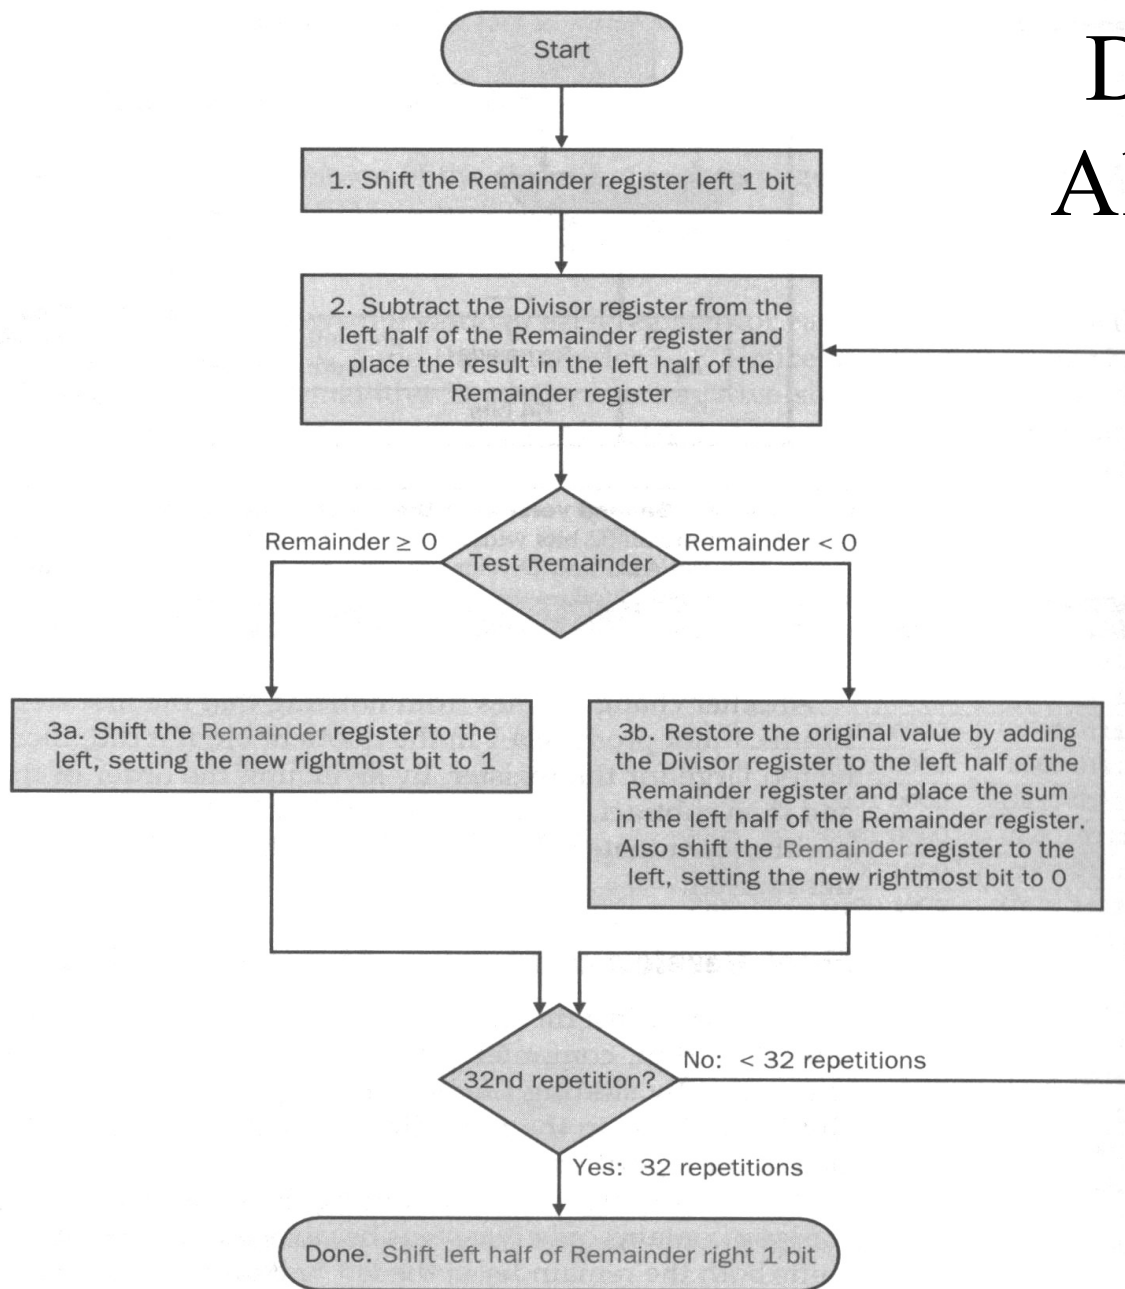 Start
D
Al
1. Shift the Remainder register left 1 bit
2. Subtract the Divisor register from the
left half of the Remainder register and
place the result in the left half of the
Remainder register
Remainder ≥ 0
Test Remainder
Remainder < 0
3a. Shift the Remainder register to the
left, setting the new rightmost bit to 1
3b. Restore the original value by adding
the Divisor register to the left half of the
Remainder register and place the sum
in the left half of the Remainder register.
Also shift the Remainder register to the
left, setting the new rightmost bit to 0
32nd repetition?
No: < 32 repetitions
Yes: 32 repetitions
Done. Shift left half of Remainder right 1 bit